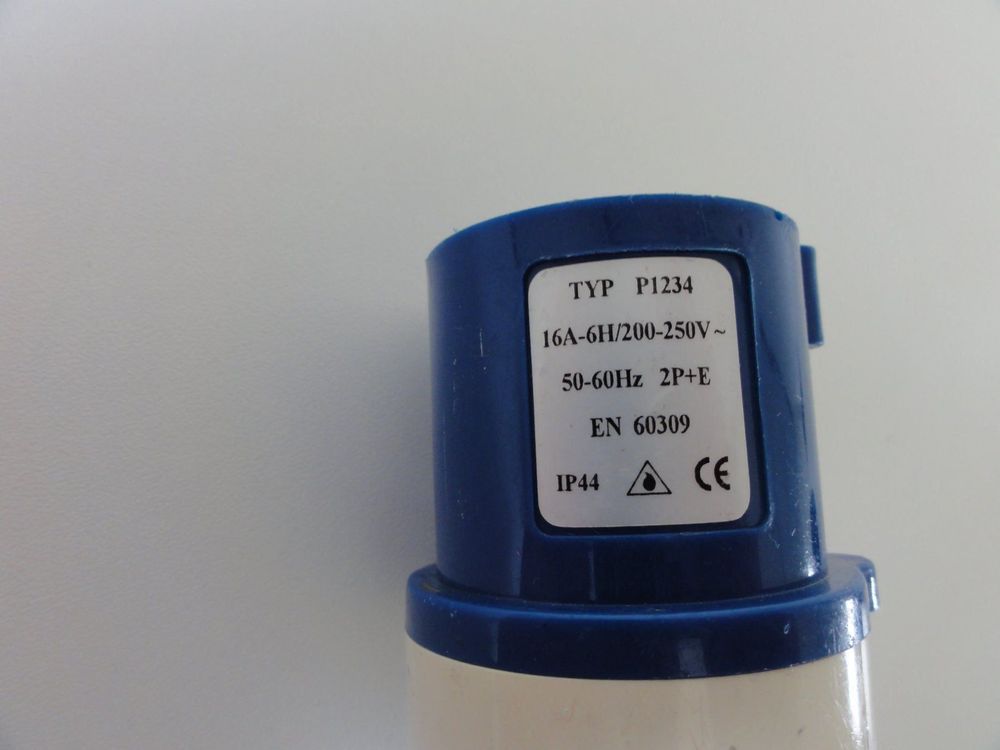 TYP P1234
16A-6H/200-250V~
50-60Hz 2P+E
EN 60309
IP44 CE